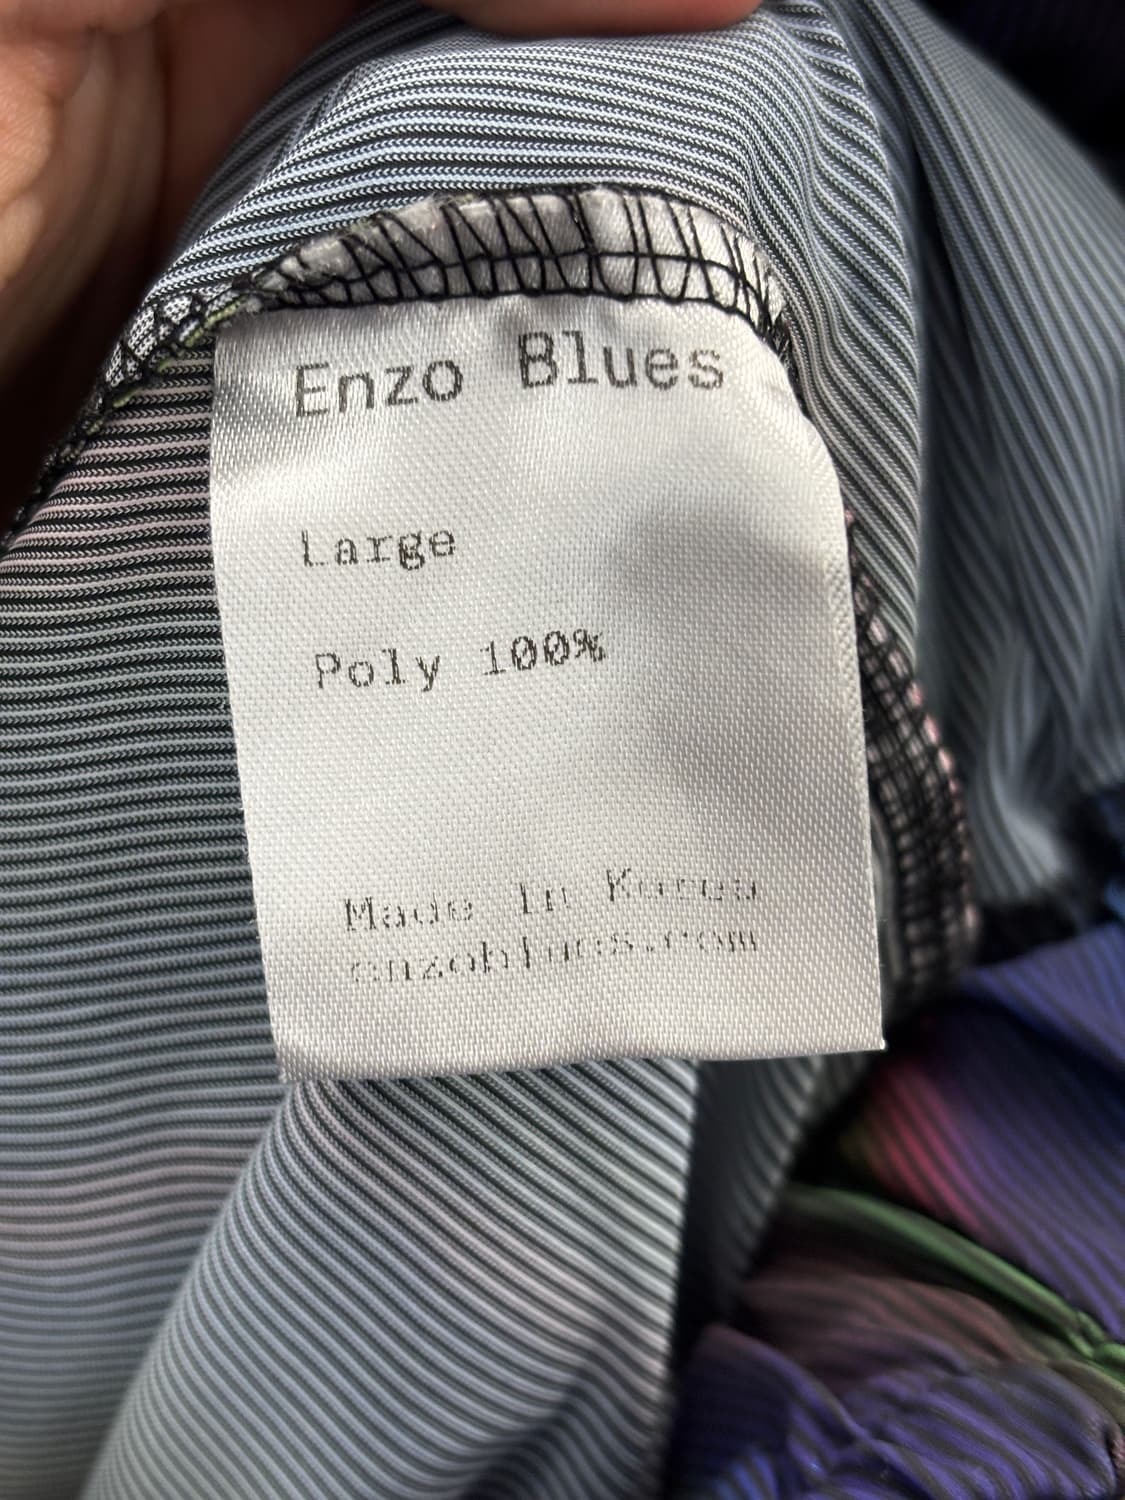 Enzo Blues
Large
Poly 100%
Made In Korea
enzoblues.com